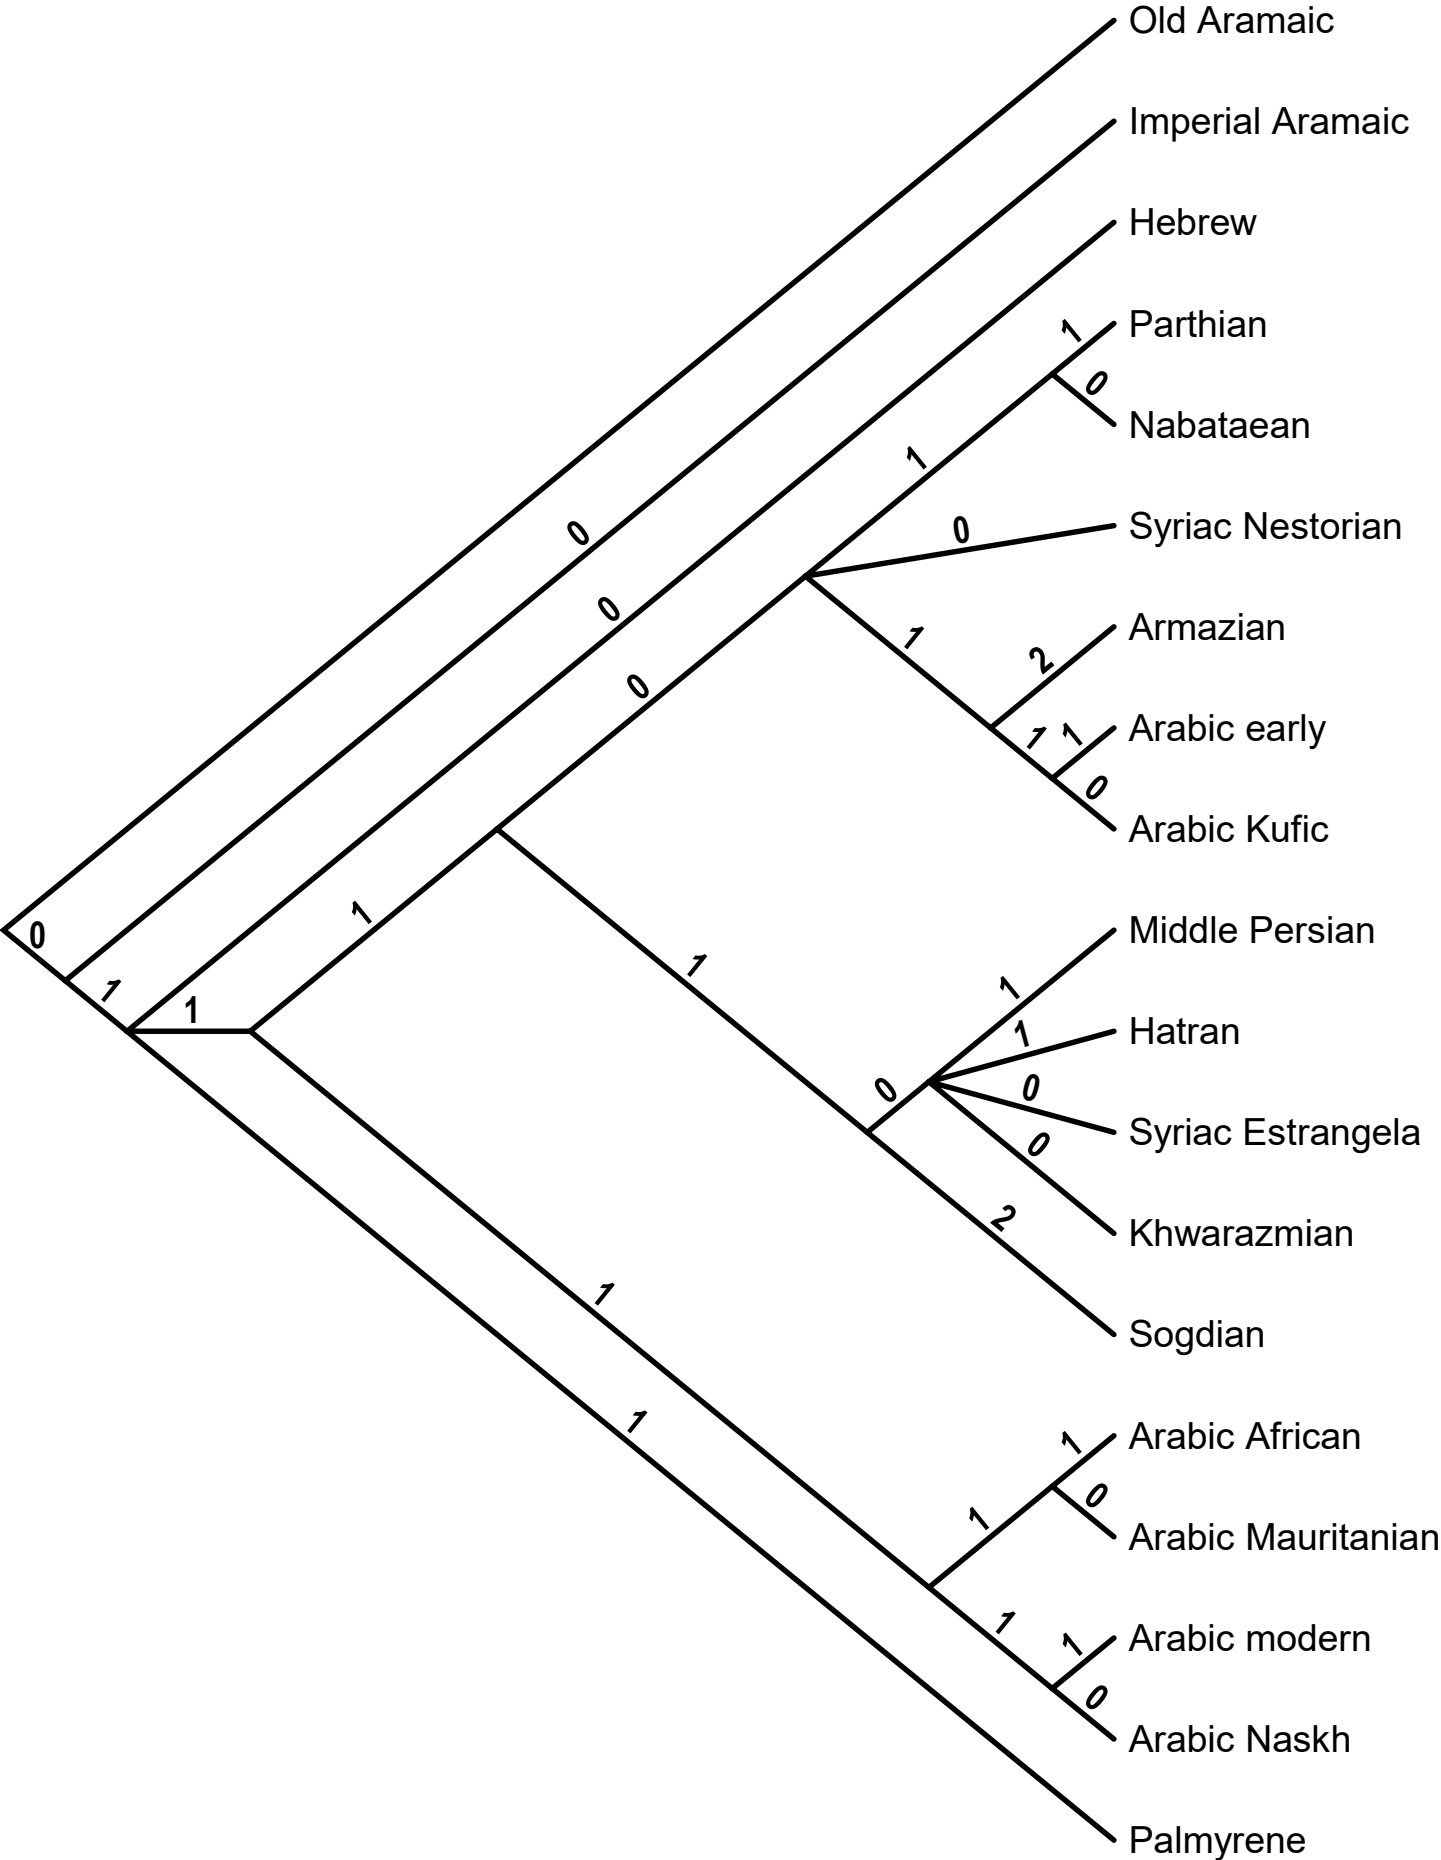 Old Aramaic
Imperial Aramaic
Hebrew
1 Parthian
0
Nabataean
1
0 Syriac Nestorian
0
0
1 2 Armazian
0
1 1 Arabic early
0
Arabic Kufic
1
0
Middle Persian
1
1
1
1
1 Hatran
0 0
Syriac Estrangela
0
2 Khwarazmian
1
Sogdian
1
1 Arabic African
0
1 Arabic Mauritanian
1 1 Arabic modern
0
Arabic Naskh
Palmyrene